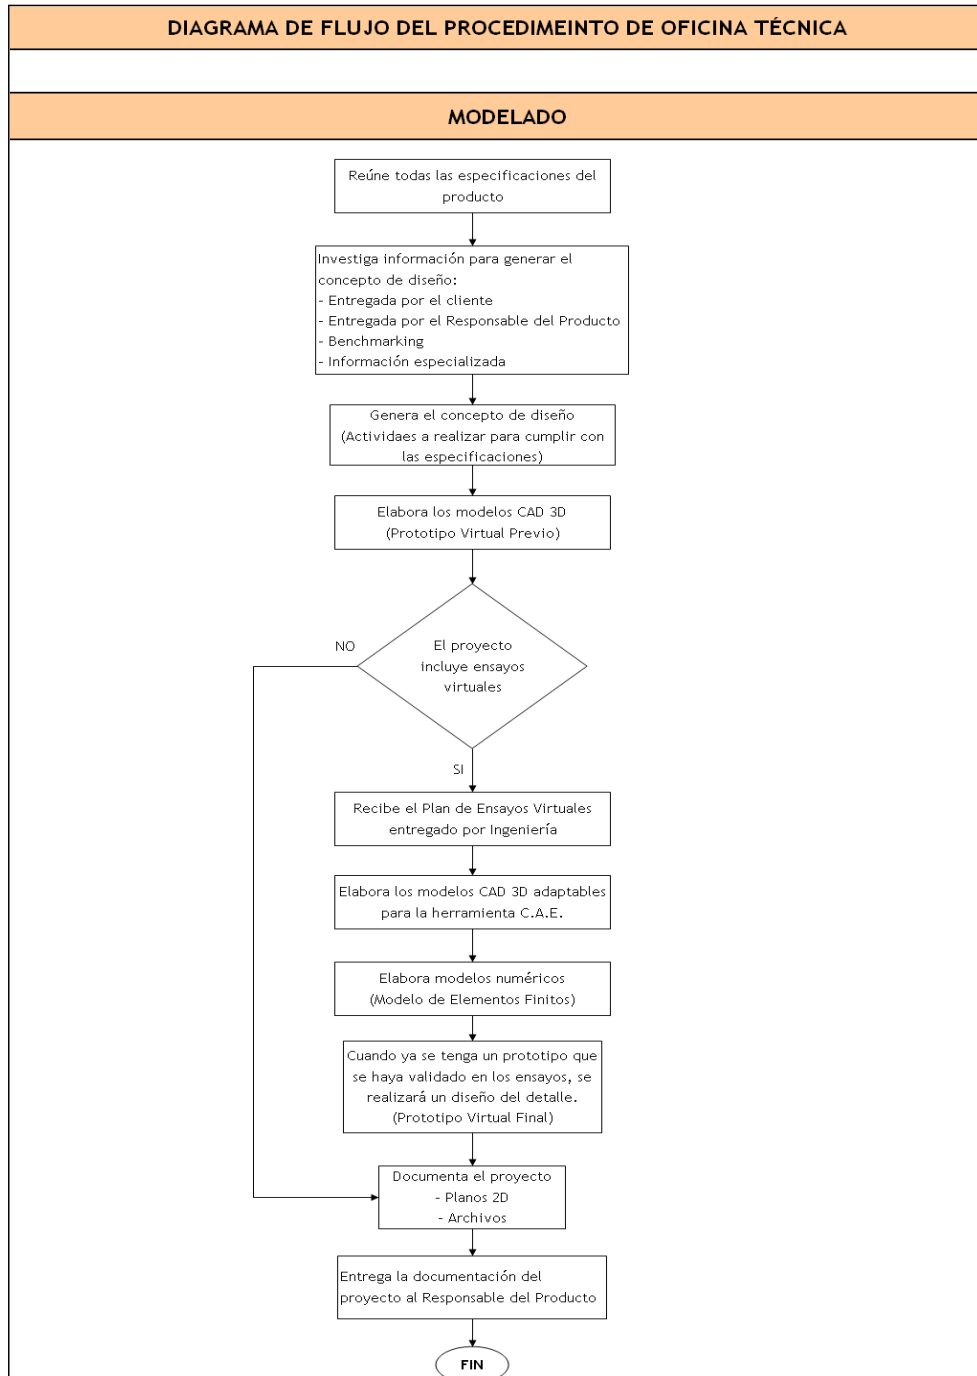 DIAGRAMA DE FLUJO DEL PROCEDIMEINTO DE OFICINA TÉCNICA
MODELADO
Reúne todas las especificaciones del
producto
Investiga información para generar el
concepto de diseño:
- Entregada por el cliente
- Entregada por el Responsable del Producto
- Benchmarking
- Información especializada
Genera el concepto de diseño
(Actividaes a realizar para cumplir con
las especificaciones)
Elabora los modelos CAD 3D
(Prototipo Virtual Previo)
NO
El proyecto
incluye ensayos
virtuales
SI
Recibe el Plan de Ensayos Virtuales
entregado por Ingeniería
Elabora los modelos CAD 3D adaptables
para la herramienta C.A.E.
Elabora modelos numéricos
(Modelo de Elementos Finitos)
Cuando ya se tenga un prototipo que
se haya validado en los ensayos, se
realizará un diseño del detalle.
(Prototipo Virtual Final)
Documenta el proyecto
- Planos 2D
- Archivos
Entrega la documentación del
proyecto al Responsable del Producto
FIN